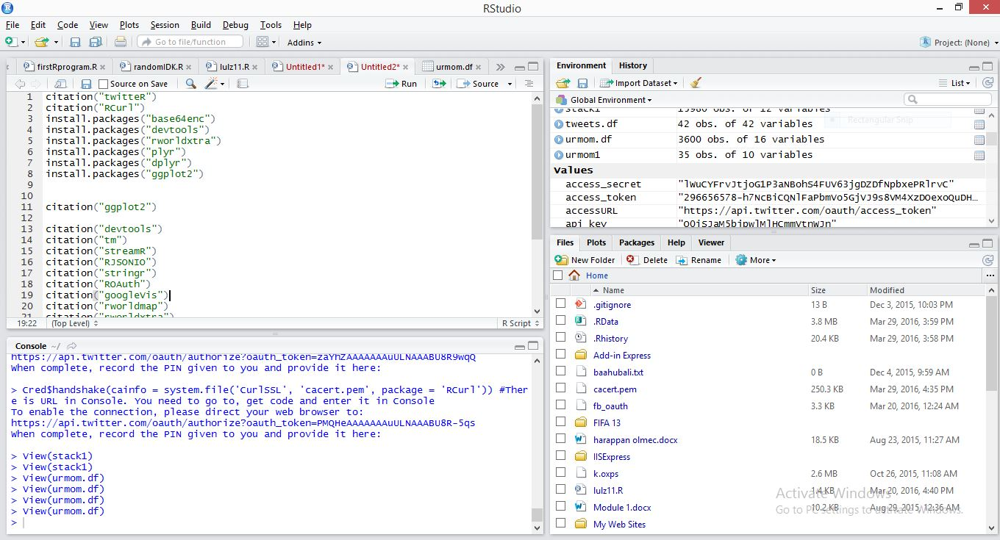 RStudio
File Edit Code View Plots Session Build Debug Tools Help
Go to file/function Addins Project: (None)
firstRprogram.R randomIDK.R lulz11.R Untitled1* Untitled2* urmom.df
Source on Save Run Source
1 citation("twitteR")
2 citation("RCurl")
3 install.packages("base64enc")
4 install.packages("devtools")
5 install.packages("rworldxtra")
6 install.packages("plyr")
7 install.packages("dplyr")
8 install.packages("ggplot2")
9
10
11 citation("ggplot2")
12
13 citation("devtools")
14 citation("tm")
15 citation("streamR")
16 citation("RJSONIO")
17 citation("stringr")
18 citation("ROAuth")
19 citation("googleVis")
20 citation("rworldmap")
21 citation("rworldxtra")
19:22 (Top Level) R Script
Console ~/
https://api.twitter.com/oauth/authorize?oauth_token=zaYhZAAAAAAAuULNAAABU8R9wqQ
When complete, record the PIN given to you and provide it here:
> Cred$handshake(cainfo = system.file('CurlSSL', 'cacert.pem', package = 'RCurl')) #Ther
e is URL in Console. You need to go to, get code and enter it in Console
To enable the connection, please direct your web browser to:
https://api.twitter.com/oauth/authorize?oauth_token=PMQHeAAAAAAAuULNAAABU8R-5qs
When complete, record the PIN given to you and provide it here:
> View(stack1)
> View(stack1)
> View(urmom.df)
> View(urmom.df)
> View(urmom.df)
> View(urmom.df)
>
Environment History
Import Dataset List
Global Environment
stack1 15980 obs. of 12 variables
Rectangular Snip
tweets.df 42 obs. of 42 variables
urmom.df 3600 obs. of 16 variables
urmom1 35 obs. of 10 variables
Values
access_secret "lWuCYFrvJtjoG1P3aNBohS4FUV63jgDZDfNpbxePRlrvC"
access_token "296656578-h7NcBiCQNlFaPbmVo5GjVJ9s8VM4XzDOexoQuDH…
accessURL "https://api.twitter.com/oauth/access_token"
api_key
Files Plots Packages Help Viewer
New Folder Delete Rename More
Home ...
Name Size Modified
.gitignore 13 B Dec 3, 2015, 10:03 PM
.RData 3.8 MB Mar 29, 2016, 3:59 PM
.Rhistory 20.4 KB Mar 29, 2016, 3:58 PM
Add-in Express
baahubali.txt 0 B Dec 4, 2015, 9:59 AM
cacert.pem 250.3 KB Mar 29, 2016, 4:35 PM
fb_oauth 3.3 KB Mar 20, 2016, 12:24 AM
FIFA 13
harappan olmec.docx 18.5 KB Aug 23, 2015, 11:27 AM
IISExpress
k.oxps 2.6 MB Oct 26, 2015, 11:08 AM
lulz11.R 1.4 KB Mar 20, 2016, 4:40 PM
Module 1.docx 10.2 KB Aug 29, 2015, 12:36 AM
My Web Sites
Activate Windows
Go to PC settings to activate Windows.